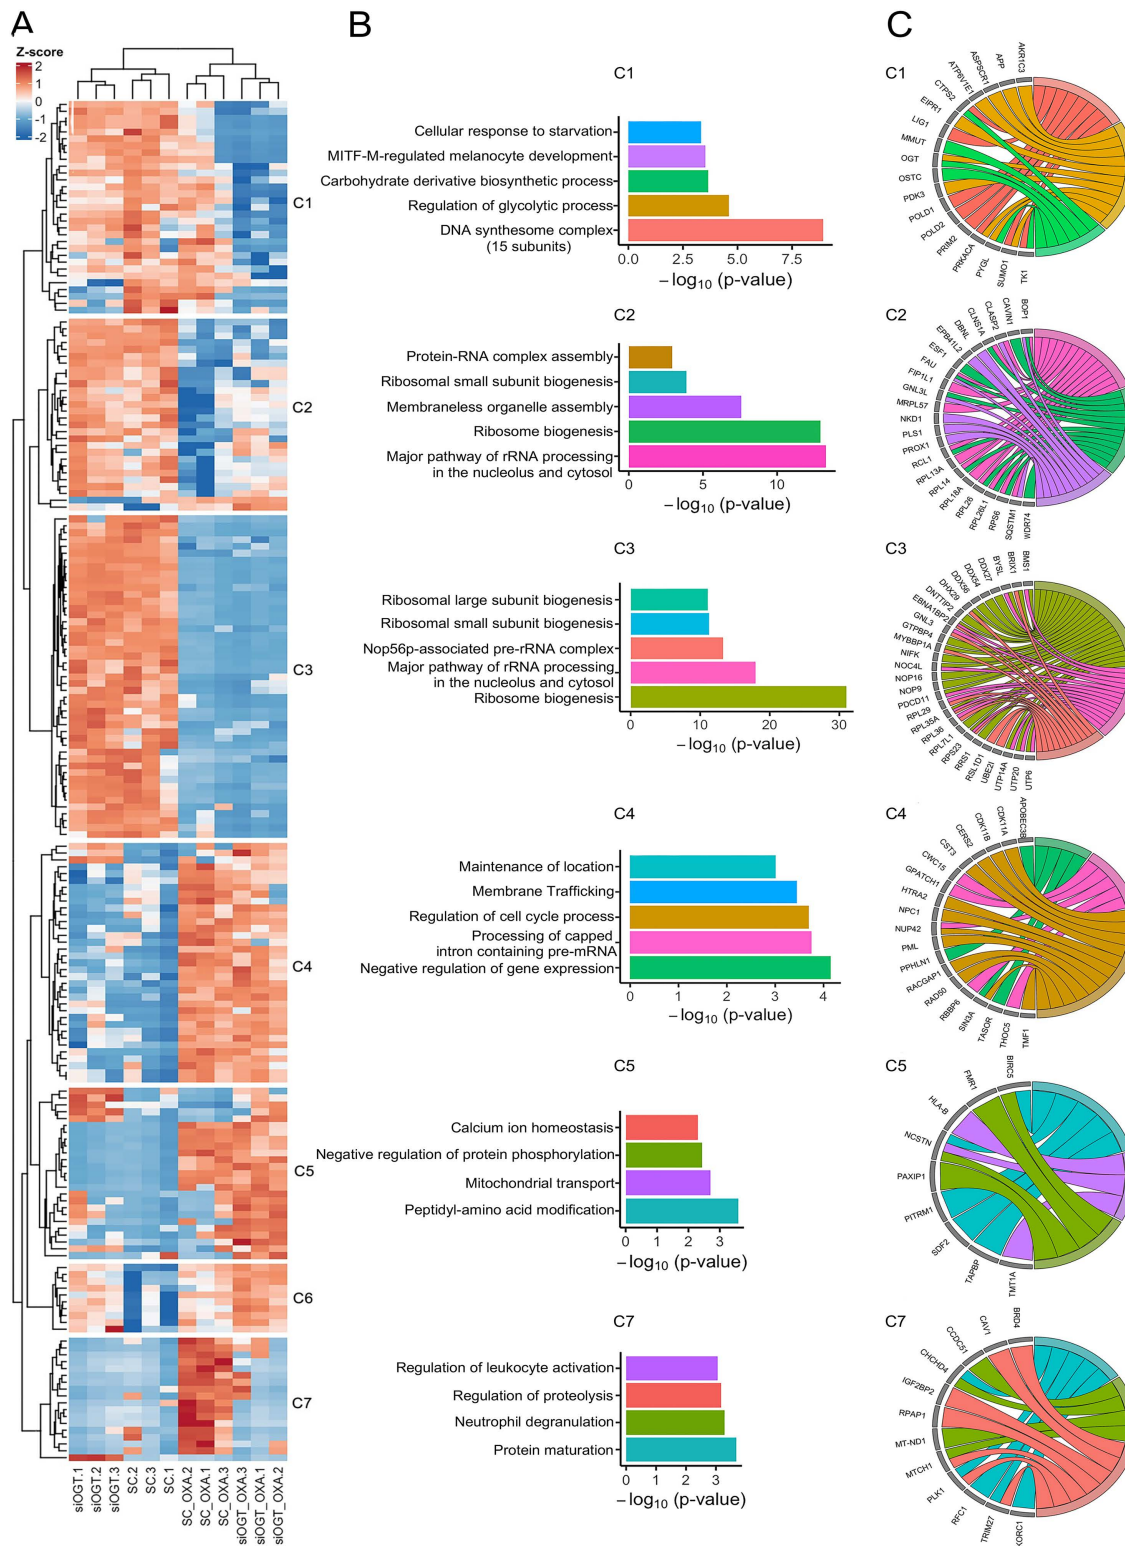 A
B
C
Z-score
2
1
0
-1
-2
C1
C2
C3
C4
C5
C6
C7
siOGT.1
siOGT.2
siOGT.3
SC.2
SC.3
SC.1
SC_OXA.2
SC_OXA.1
SC_OXA.3
siOGT_OXA.3
siOGT_OXA.1
siOGT_OXA.2
C1
Cellular response to starvation
MITF-M-regulated melanocyte development
Carbohydrate derivative biosynthetic process
Regulation of glycolytic process
DNA synthesome complex
(15 subunits)
0.0 2.5 5.0 7.5
−log10 (p-value)
C2
Protein-RNA complex assembly
Ribosomal small subunit biogenesis
Membraneless organelle assembly
Ribosome biogenesis
Major pathway of rRNA processing
in the nucleolus and cytosol
0 5 10
−log10 (p-value)
C3
Ribosomal large subunit biogenesis
Ribosomal small subunit biogenesis
Nop56p-associated pre-rRNA complex
Major pathway of rRNA processing
in the nucleolus and cytosol
Ribosome biogenesis
0 10 20 30
−log10 (p-value)
C4
Maintenance of location
Membrane Trafficking
Regulation of cell cycle process
Processing of capped
intron containing pre-mRNA
Negative regulation of gene expression
0 1 2 3 4
−log10 (p-value)
C5
Calcium ion homeostasis
Negative regulation of protein phosphorylation
Mitochondrial transport
Peptidyl-amino acid modification
0 1 2 3
−log10 (p-value)
C7
Regulation of leukocyte activation
Regulation of proteolysis
Neutrophil degranulation
Protein maturation
0 1 2 3
−log10 (p-value)
C1
AKR1C3
APP
ASPSCR1
ATP6V1E1
CTPS2
EIPR1
LIG1
MMUT
OGT
OSTC
PDK3
POLD1
POLD2
PRIM2
PRKACA
PYGL
SUMO1
TK1
C2
BOP1
CAVIN1
CLASP2
CLNS1A
DBNL
EPB41L2
ESF1
FAU
FIP1L1
GNL3L
MRPL57
NKD1
PLS1
PROX1
RCL1
RPL13A
RPL14
RPL18A
RPL26
RPL26L1
RPS6
SQSTM1
WDR74
C3
BMS1
BRIX1
BYSL
DDX27
DDX54
DDX56
DHX29
DNTTIP2
EBNA1BP2
GNL3
GTPBP4
MYBBP1A
NIFK
NOC4L
NOP16
NOP9
PDCD11
RPL29
RPL35A
RPL36
RPL7L1
RPS23
RRS1
RSL1D1
UBE2I
UTP14A
UTP20
UTP6
C4
APOBEC3B
CDK11A
CDK11B
CERS2
CST3
CWC15
GPATCH1
HTRA2
NPC1
NUP42
PML
PPHLN1
RACGAP1
RAD50
RBBP6
SIN3A
TASOR
THOC5
TMF1
C5
BIRC5
FMR1
HLA-B
NCSTN
PAXIP1
PITRM1
SDF2
TAPBP
TMT1A
C7
BRD4
CAV1
CCDC51
CHCHD4
IGF2BP2
RPAP1
MT-ND1
MTCH1
PLK1
RFC1
TRIM27